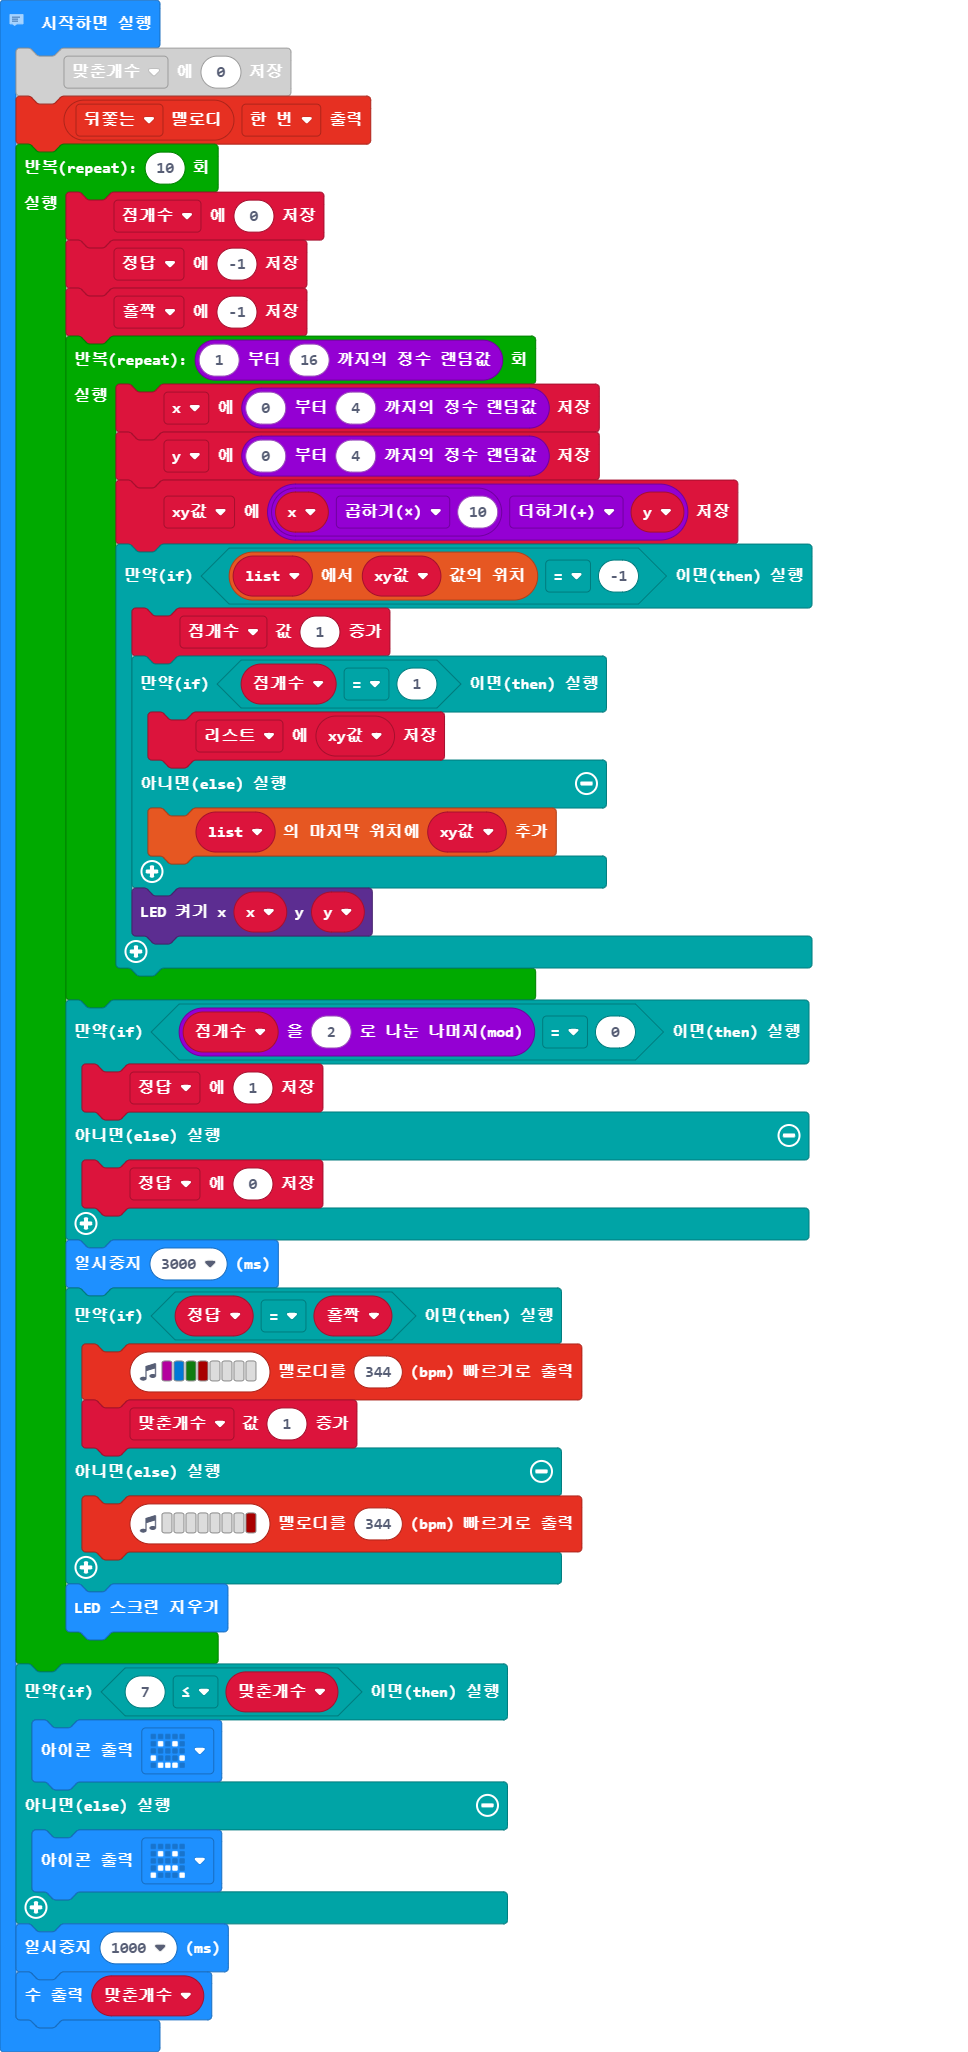 시작하면 실행
맞춘개수 에 0 저장
뒤쫓는 멜로디 한 번 출력
반복(repeat): 10 회
실행
점개수 에 0 저장
정답 에 -1 저장
홀짝 에 -1 저장
반복(repeat): 1 부터 16 까지의 정수 랜덤값 회
실행
x 에 0 부터 4 까지의 정수 랜덤값 저장
y 에 0 부터 4 까지의 정수 랜덤값 저장
xy값 에 x 곱하기(×) 10 더하기(+) y 저장
만약(if) list 에서 xy값 값의 위치 = -1 이면(then) 실행
점개수 값 1 증가
만약(if) 점개수 = 1 이면(then) 실행
리스트 에 xy값 저장
아니면(else) 실행
list 의 마지막 위치에 xy값 추가
LED 켜기 x x y y
만약(if) 점개수 을 2 로 나눈 나머지(mod) = 0 이면(then) 실행
정답 에 1 저장
아니면(else) 실행
정답 에 0 저장
일시중지 3000 (ms)
만약(if) 정답 = 홀짝 이면(then) 실행
멜로디를 344 (bpm) 빠르기로 출력
맞춘개수 값 1 증가
아니면(else) 실행
멜로디를 344 (bpm) 빠르기로 출력
LED 스크린 지우기
만약(if) 7 ≤ 맞춘개수 이면(then) 실행
아이콘 출력
아니면(else) 실행
아이콘 출력
일시중지 1000 (ms)
수 출력 맞춘개수